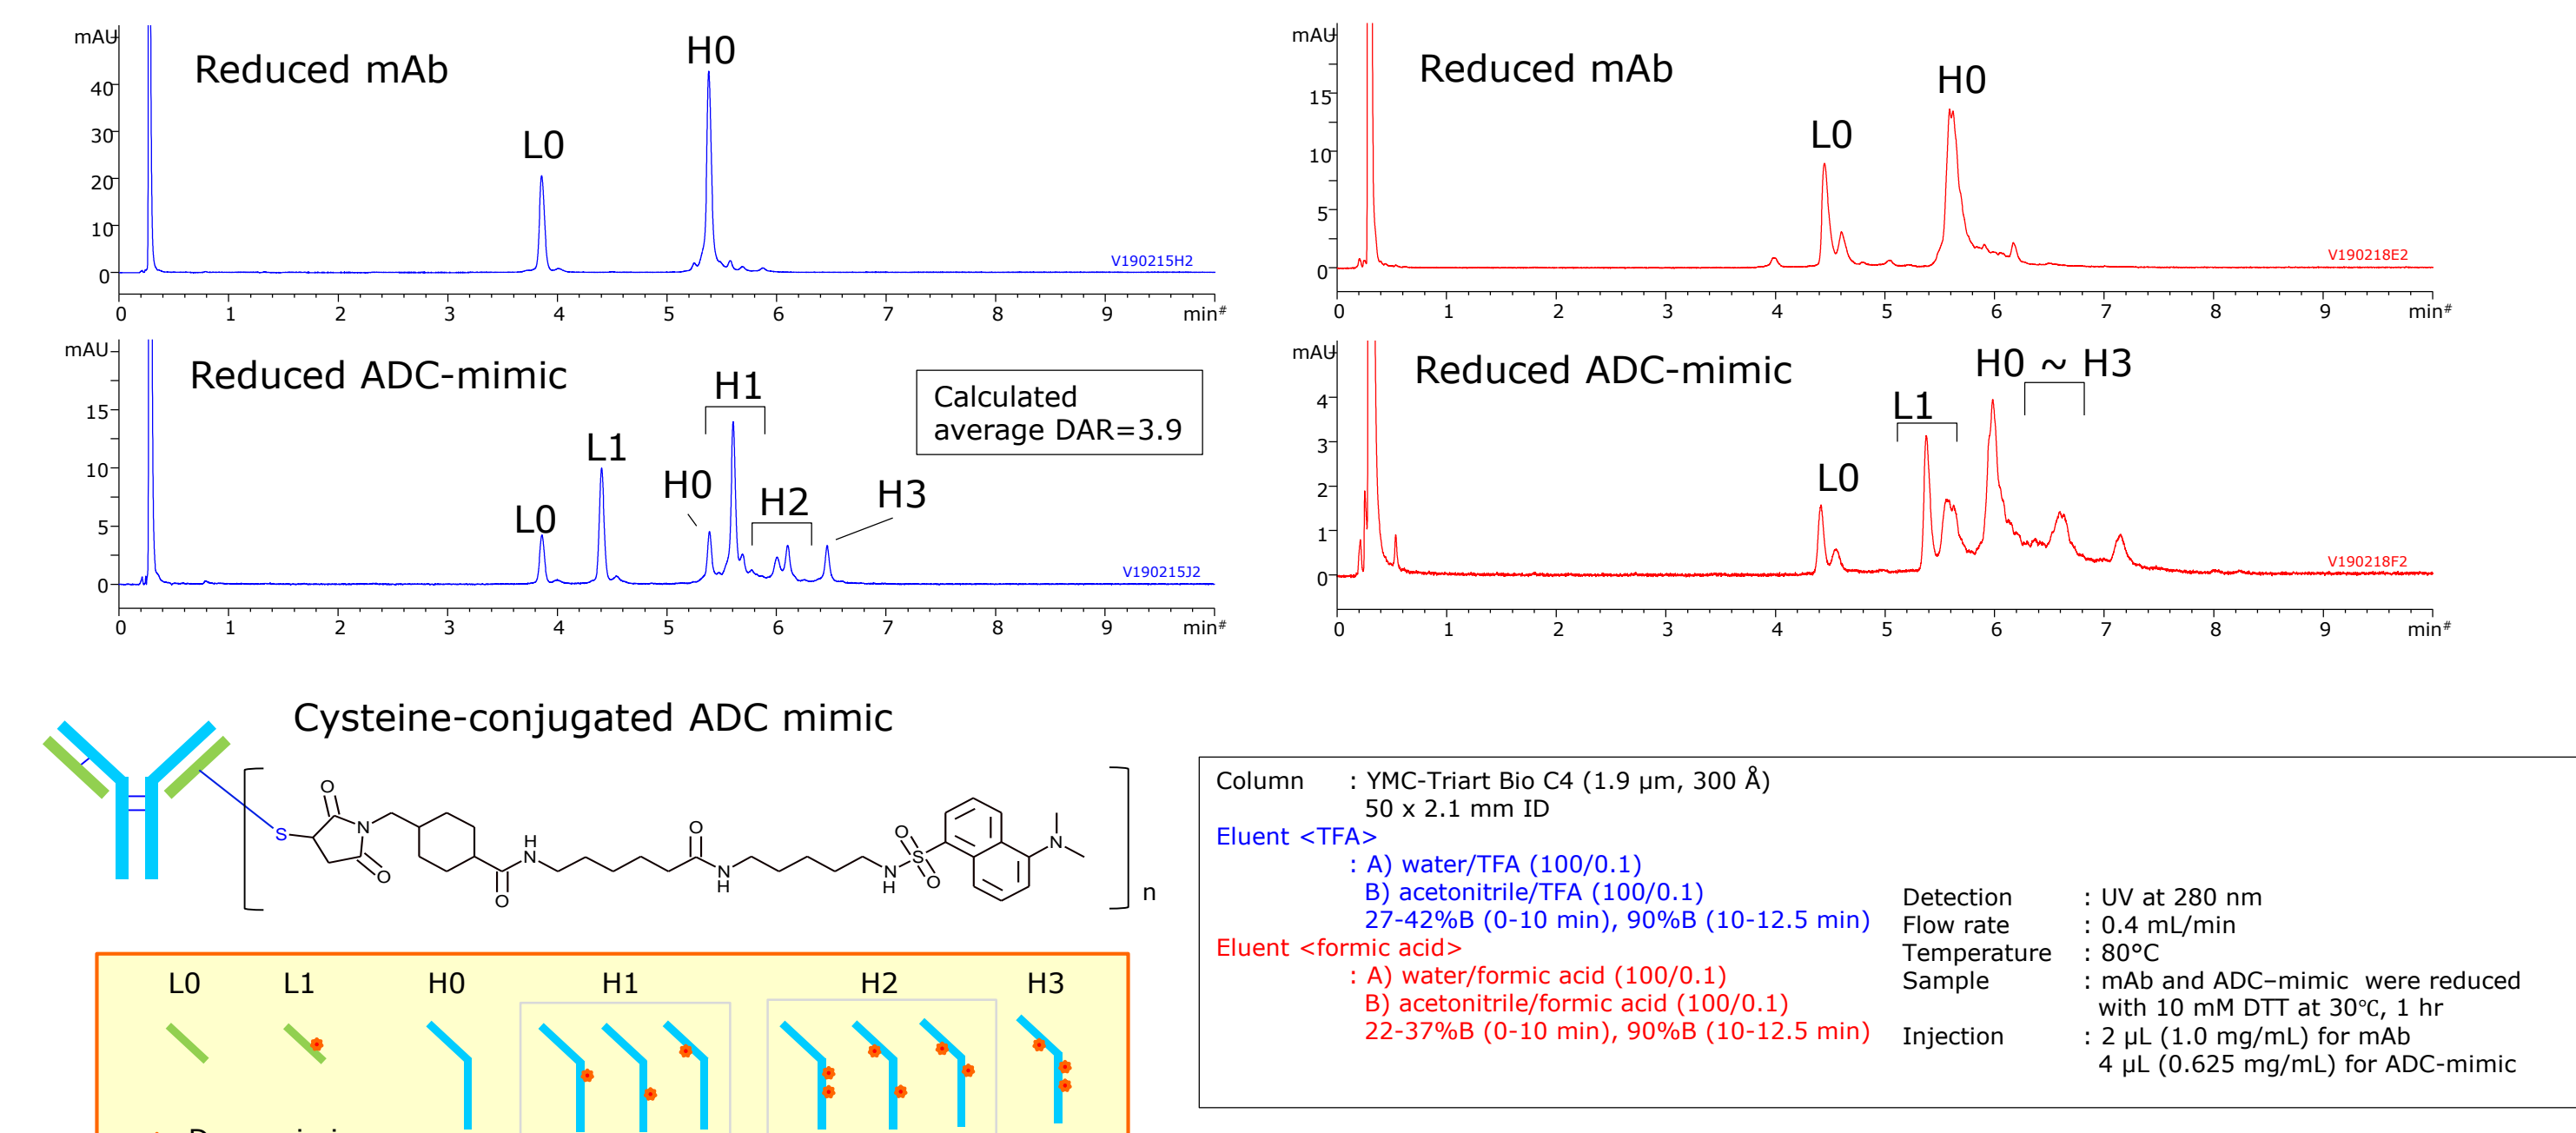 mAU
Reduced mAb
H0
L0
40
30
20
10
0
V190215H2
0 1 2 3 4 5 6 7 8 9 min#
mAU
Reduced mAb
H0
L0
15
10
5
0
V190218E2
0 1 2 3 4 5 6 7 8 9 min#
mAU
Reduced ADC-mimic
H1
Calculated
average DAR=3.9
L1
H0
H2
H3
L0
15
10
5
0
V190215J2
0 1 2 3 4 5 6 7 8 9 min#
mAU
Reduced ADC-mimic
H0 ~ H3
L1
L0
4
3
2
1
0
V190218F2
0 1 2 3 4 5 6 7 8 9 min#
Cysteine-conjugated ADC mimic
S
O
N
O
O
H
N
O
N
H
N
H
O
S
O
N
n
Column : YMC-Triart Bio C4 (1.9 µm, 300 Å)
50 x 2.1 mm ID
Eluent <TFA>
: A) water/TFA (100/0.1)
B) acetonitrile/TFA (100/0.1)
27-42%B (0-10 min), 90%B (10-12.5 min)
Eluent <formic acid>
: A) water/formic acid (100/0.1)
B) acetonitrile/formic acid (100/0.1)
22-37%B (0-10 min), 90%B (10-12.5 min)
Detection : UV at 280 nm
Flow rate : 0.4 mL/min
Temperature : 80°C
Sample : mAb and ADC–mimic were reduced
with 10 mM DTT at 30℃, 1 hr
Injection : 2 µL (1.0 mg/mL) for mAb
4 µL (0.625 mg/mL) for ADC-mimic
L0 L1 H0 H1 H2 H3